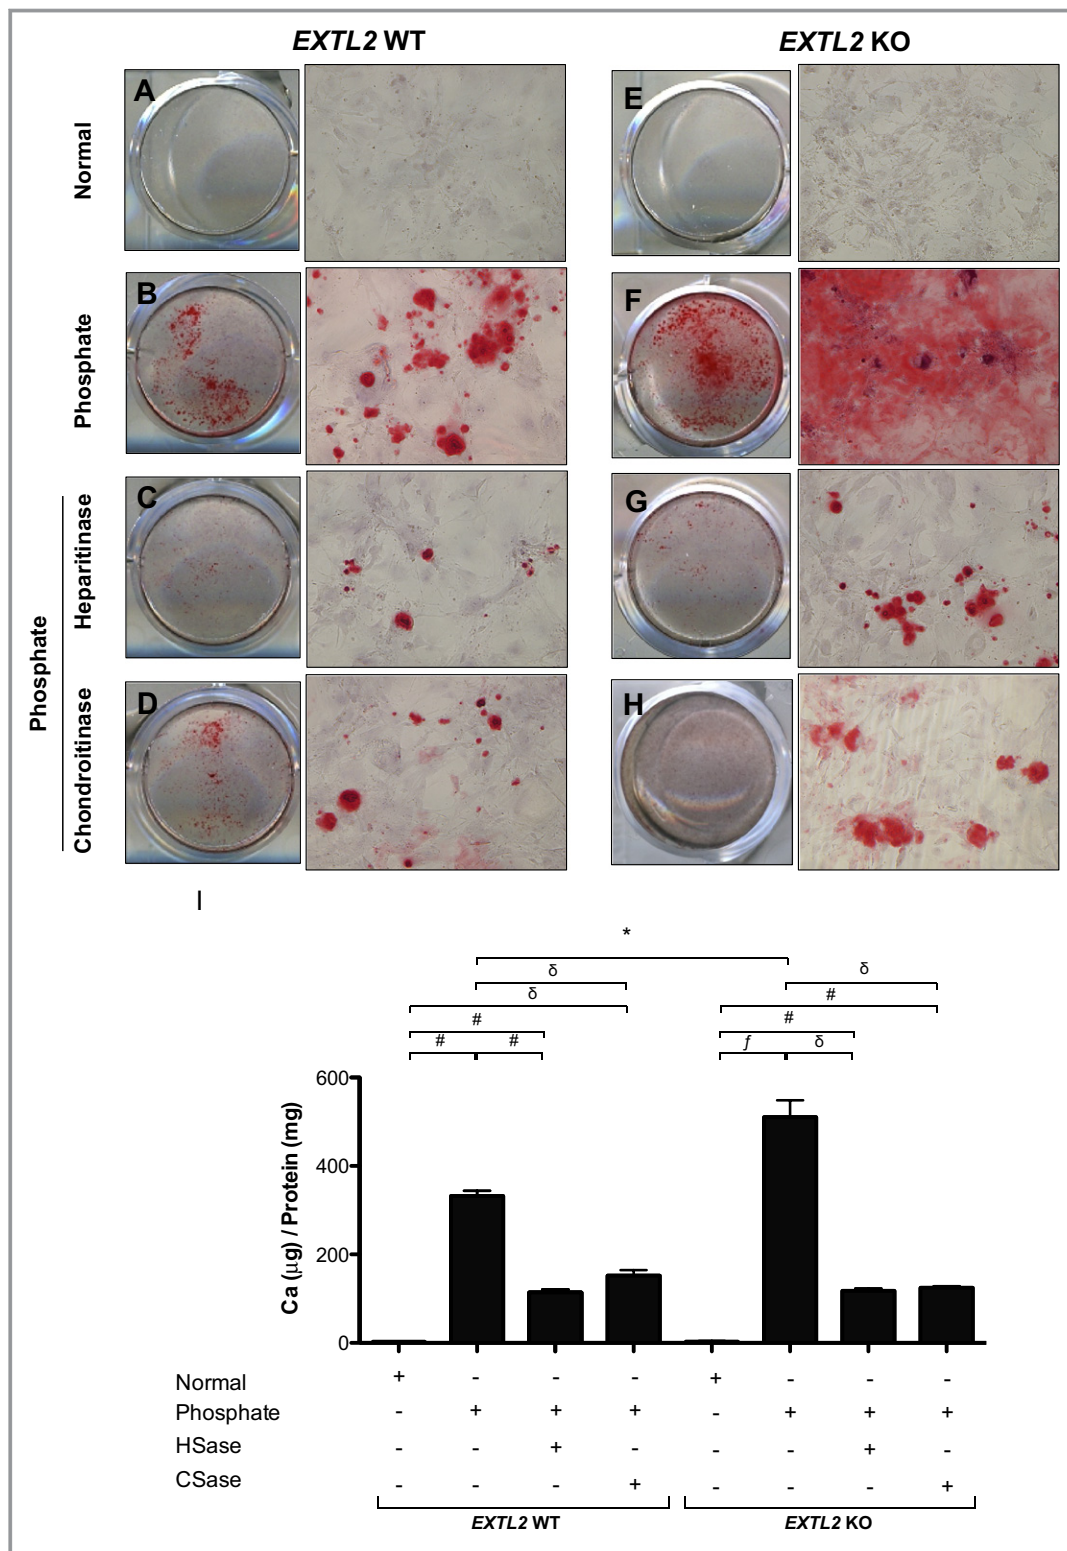 EXTL2 WT EXTL2 KO
A E
Normal
B F
Phosphate
C G
Heparitinase
Phosphate
D H
Chondroitinase
I
*
δ δ
δ #
# #
# # ƒ δ
Ca (μg) / Protein (mg)
600
400
200
0
Normal + - - - + - - -
Phosphate - + + + - + + +
HSase - - + - - - + -
CSase - - - + - - - +
EXTL2 WT EXTL2 KO